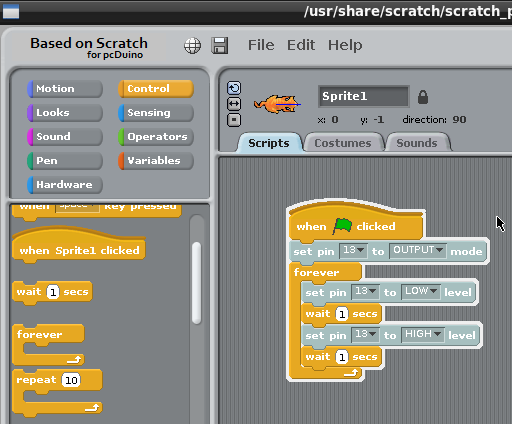 /usr/share/scratch/scratch_p
Based on Scratch
for pcDuino
File Edit Help
Motion Control
Looks Sensing
Sound Operators
Pen Variables
Hardware
Sprite1
x: 0 y: -1 direction: 90
Scripts Costumes Sounds
when space key pressed
when Sprite1 clicked
wait 1 secs
forever
repeat 10
when clicked
set pin 13 to OUTPUT mode
forever
set pin 13 to LOW level
wait 1 secs
set pin 13 to HIGH level
wait 1 secs